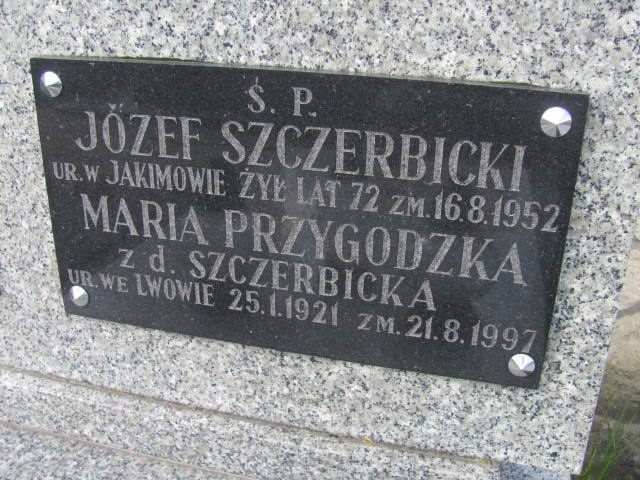 Ś. P.
JÓZEF SZCZERBICKI
UR. W JAKIMOWIE ŻYŁ LAT 72 ZM. 16.8.1952
MARIA PRZYGODZKA
z d. SZCZERBICKA
UR. WE LWOWIE 25.1.1921 ZM. 21.8.1997